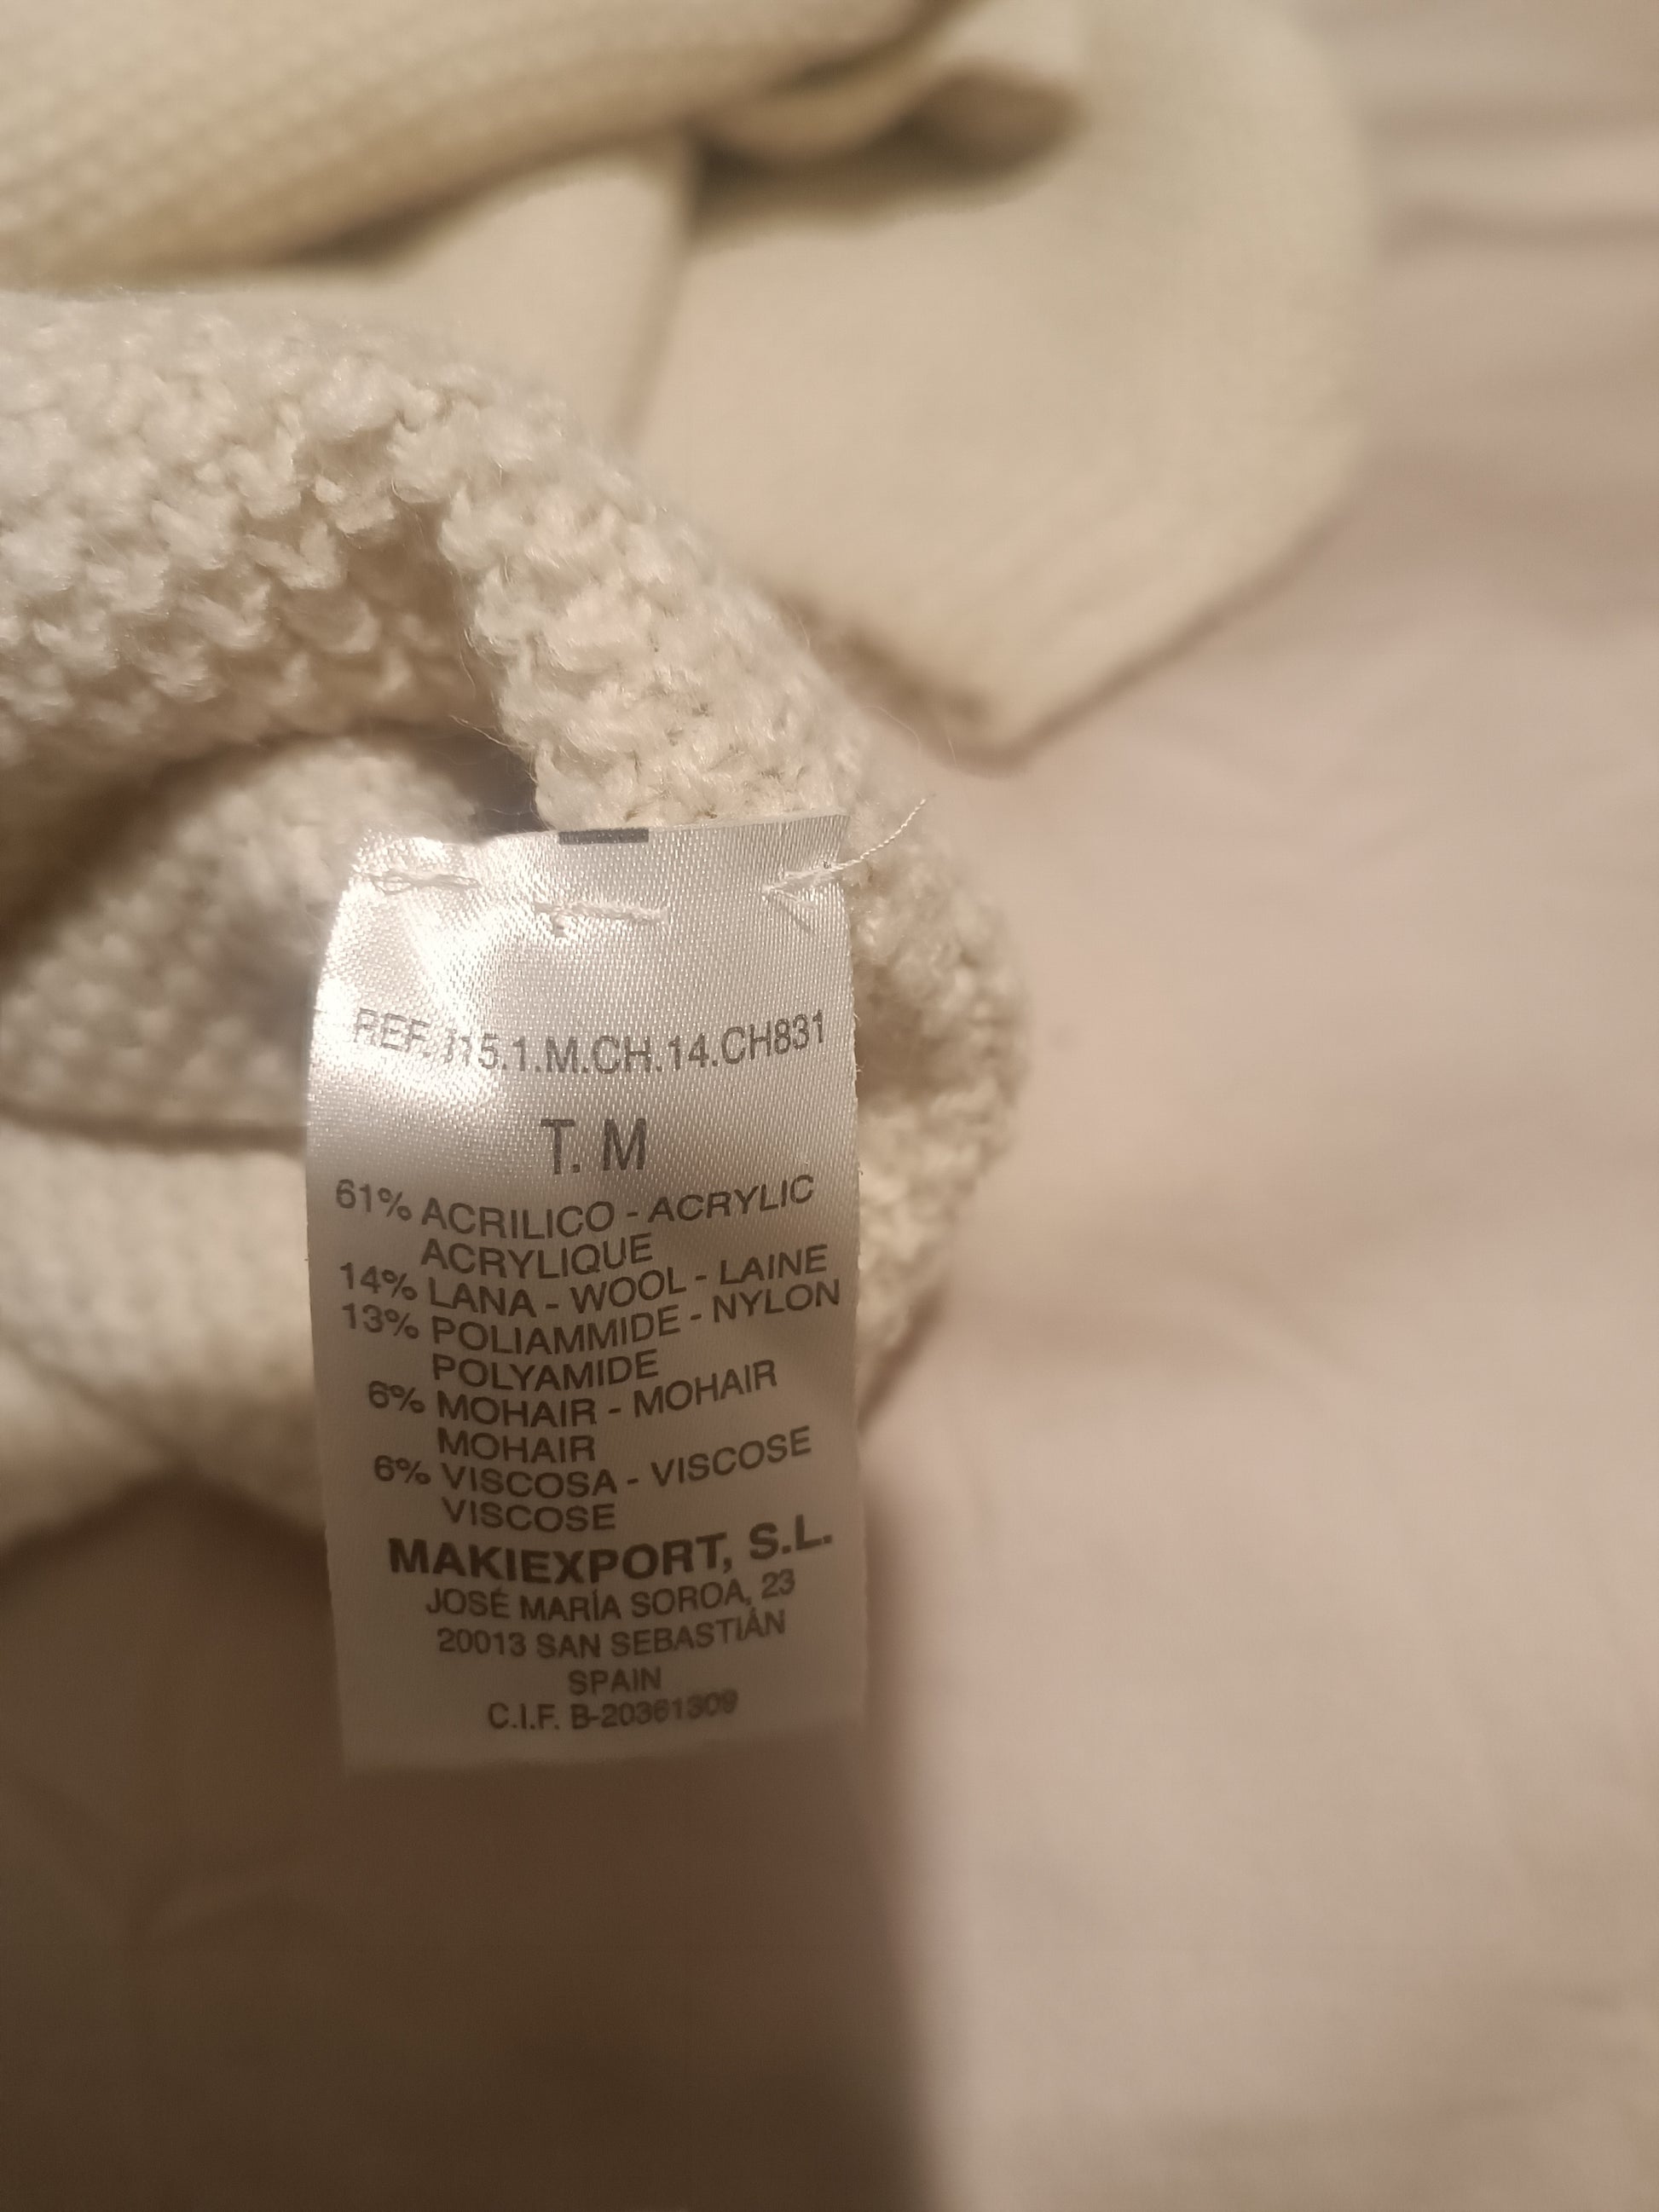 REF. I15.1.M.CH.14.CH831
T. M
61% ACRILICO - ACRYLIC
ACRYLIQUE
14% LANA - WOOL - LAINE
13% POLIAMMIDE - NYLON
POLYAMIDE
6% MOHAIR - MOHAIR
MOHAIR
6% VISCOSA - VISCOSE
VISCOSE
MAKIEXPORT, S.L.
JOSÉ MARÍA SOROA, 23
20013 SAN SEBASTIÁN
SPAIN
C.I.F. B-20361309